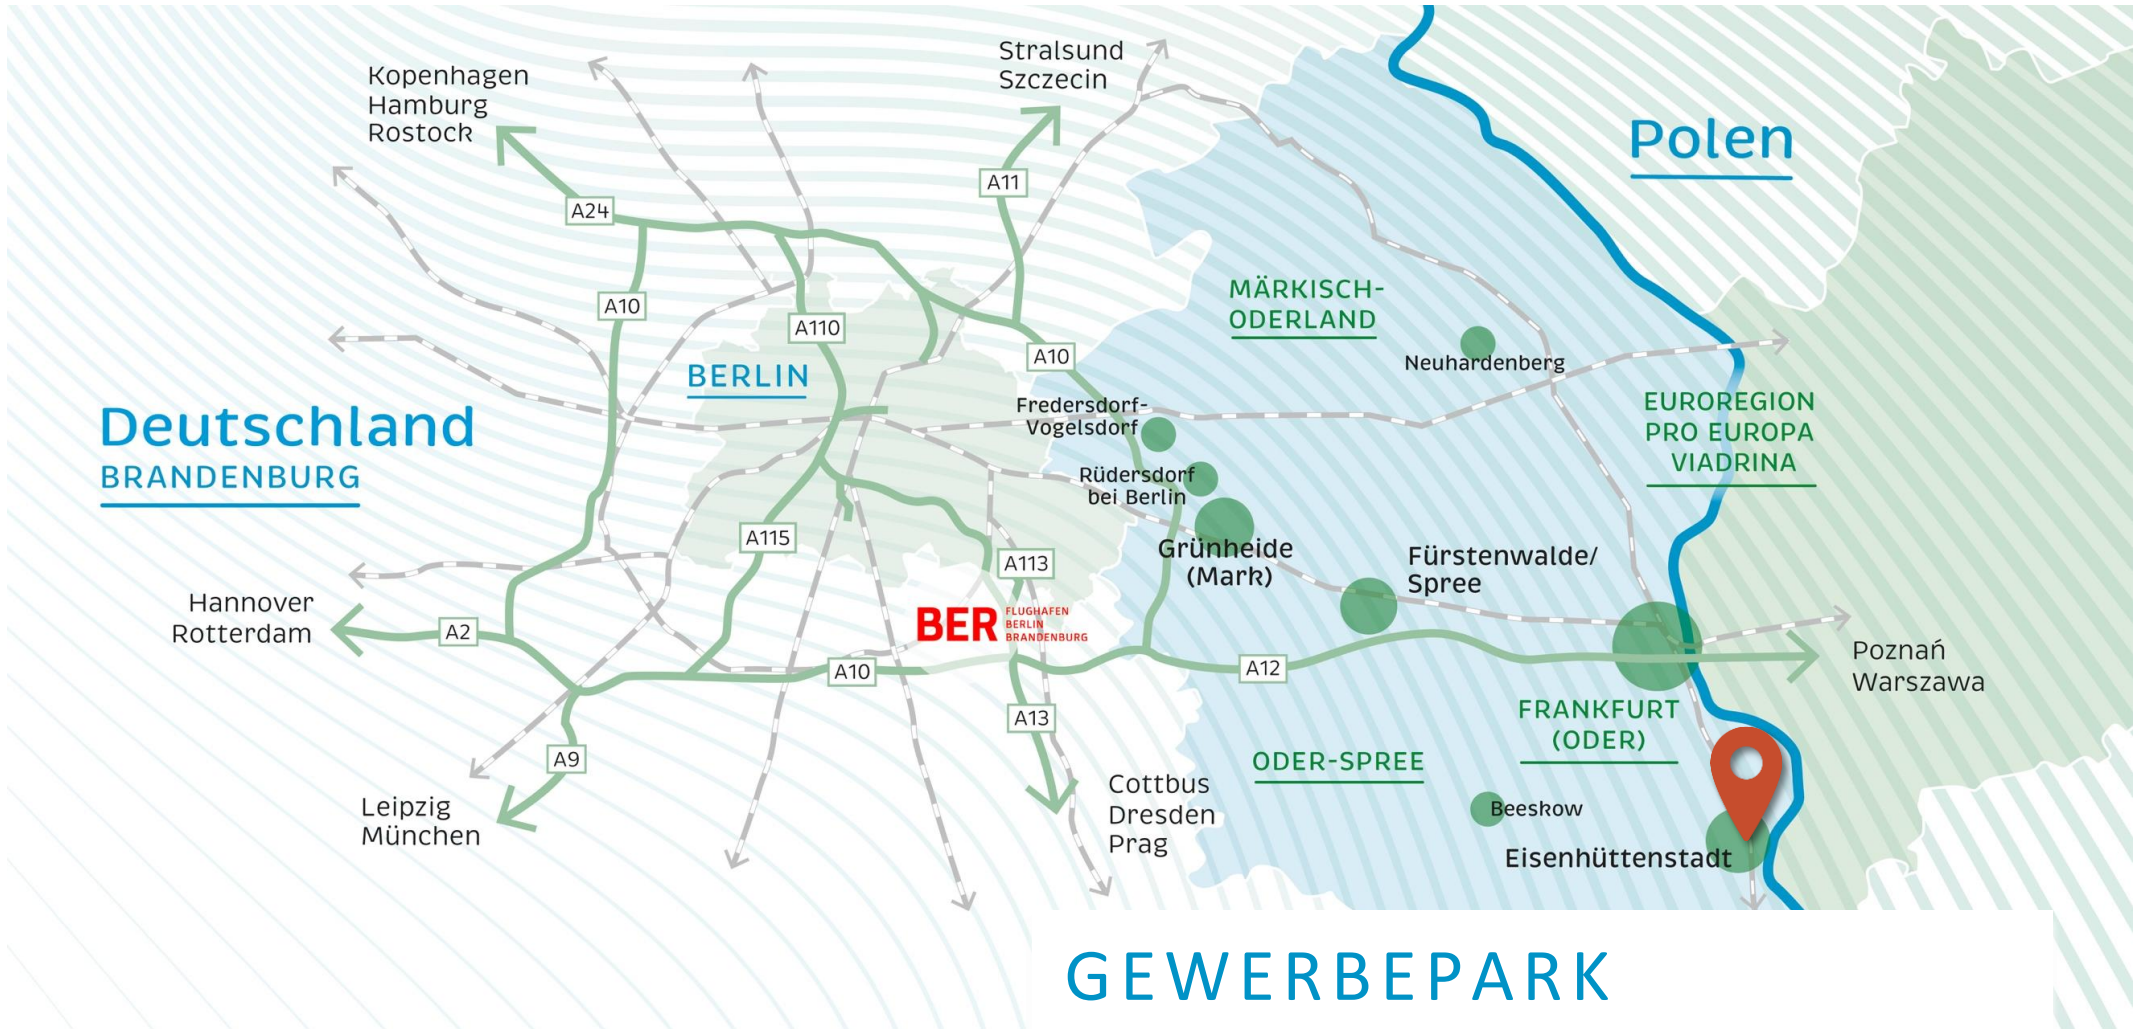 Kopenhagen
Hamburg
Rostock
Stralsund
Szczecin
Polen
A24
A11
A10
A110
A10
BERLIN
MÄRKISCH-
ODERLAND
Neuhardenberg
Fredersdorf-
Vogelsdorf
EUROREGION
PRO EUROPA
VIADRINA
Deutschland
BRANDENBURG
Rüdersdorf
bei Berlin
A115
A113
Grünheide
(Mark)
Fürstenwalde/
Spree
Hannover
Rotterdam
A2
BER
FLUGHAFEN
BERLIN
BRANDENBURG
A10
A12
Poznań
Warszawa
A13
FRANKFURT
(ODER)
A9
ODER-SPREE
Leipzig
München
Cottbus
Dresden
Prag
Beeskow
Eisenhüttenstadt
GEWERBEPARK